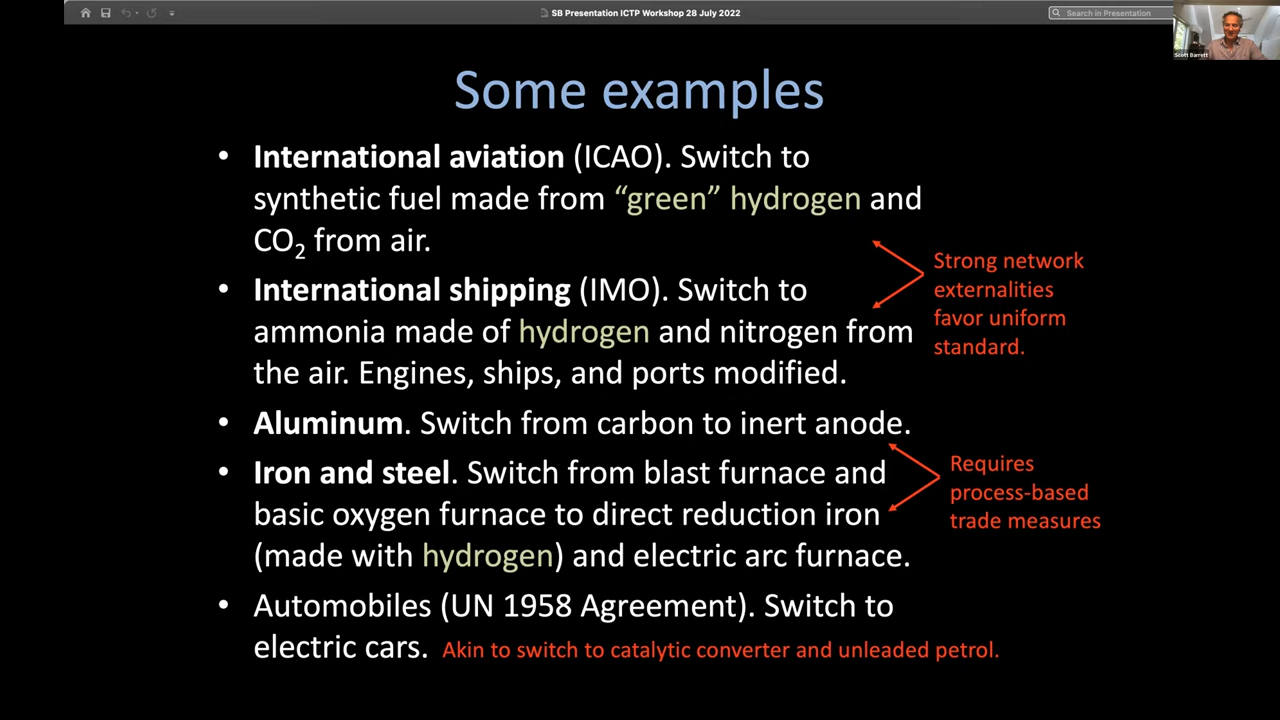 SB Presentation ICTP Workshop 28 July 2022
Search in Presentation
Scott Barrett
Some examples
• International aviation (ICAO). Switch to
synthetic fuel made from “green” hydrogen and
CO₂ from air.
• International shipping (IMO). Switch to
ammonia made of hydrogen and nitrogen from
the air. Engines, ships, and ports modified.
Strong network
externalities
favor uniform
standard.
• Aluminum. Switch from carbon to inert anode.
• Iron and steel. Switch from blast furnace and
basic oxygen furnace to direct reduction iron
(made with hydrogen) and electric arc furnace.
Requires
process-based
trade measures
• Automobiles (UN 1958 Agreement). Switch to
electric cars. Akin to switch to catalytic converter and unleaded petrol.